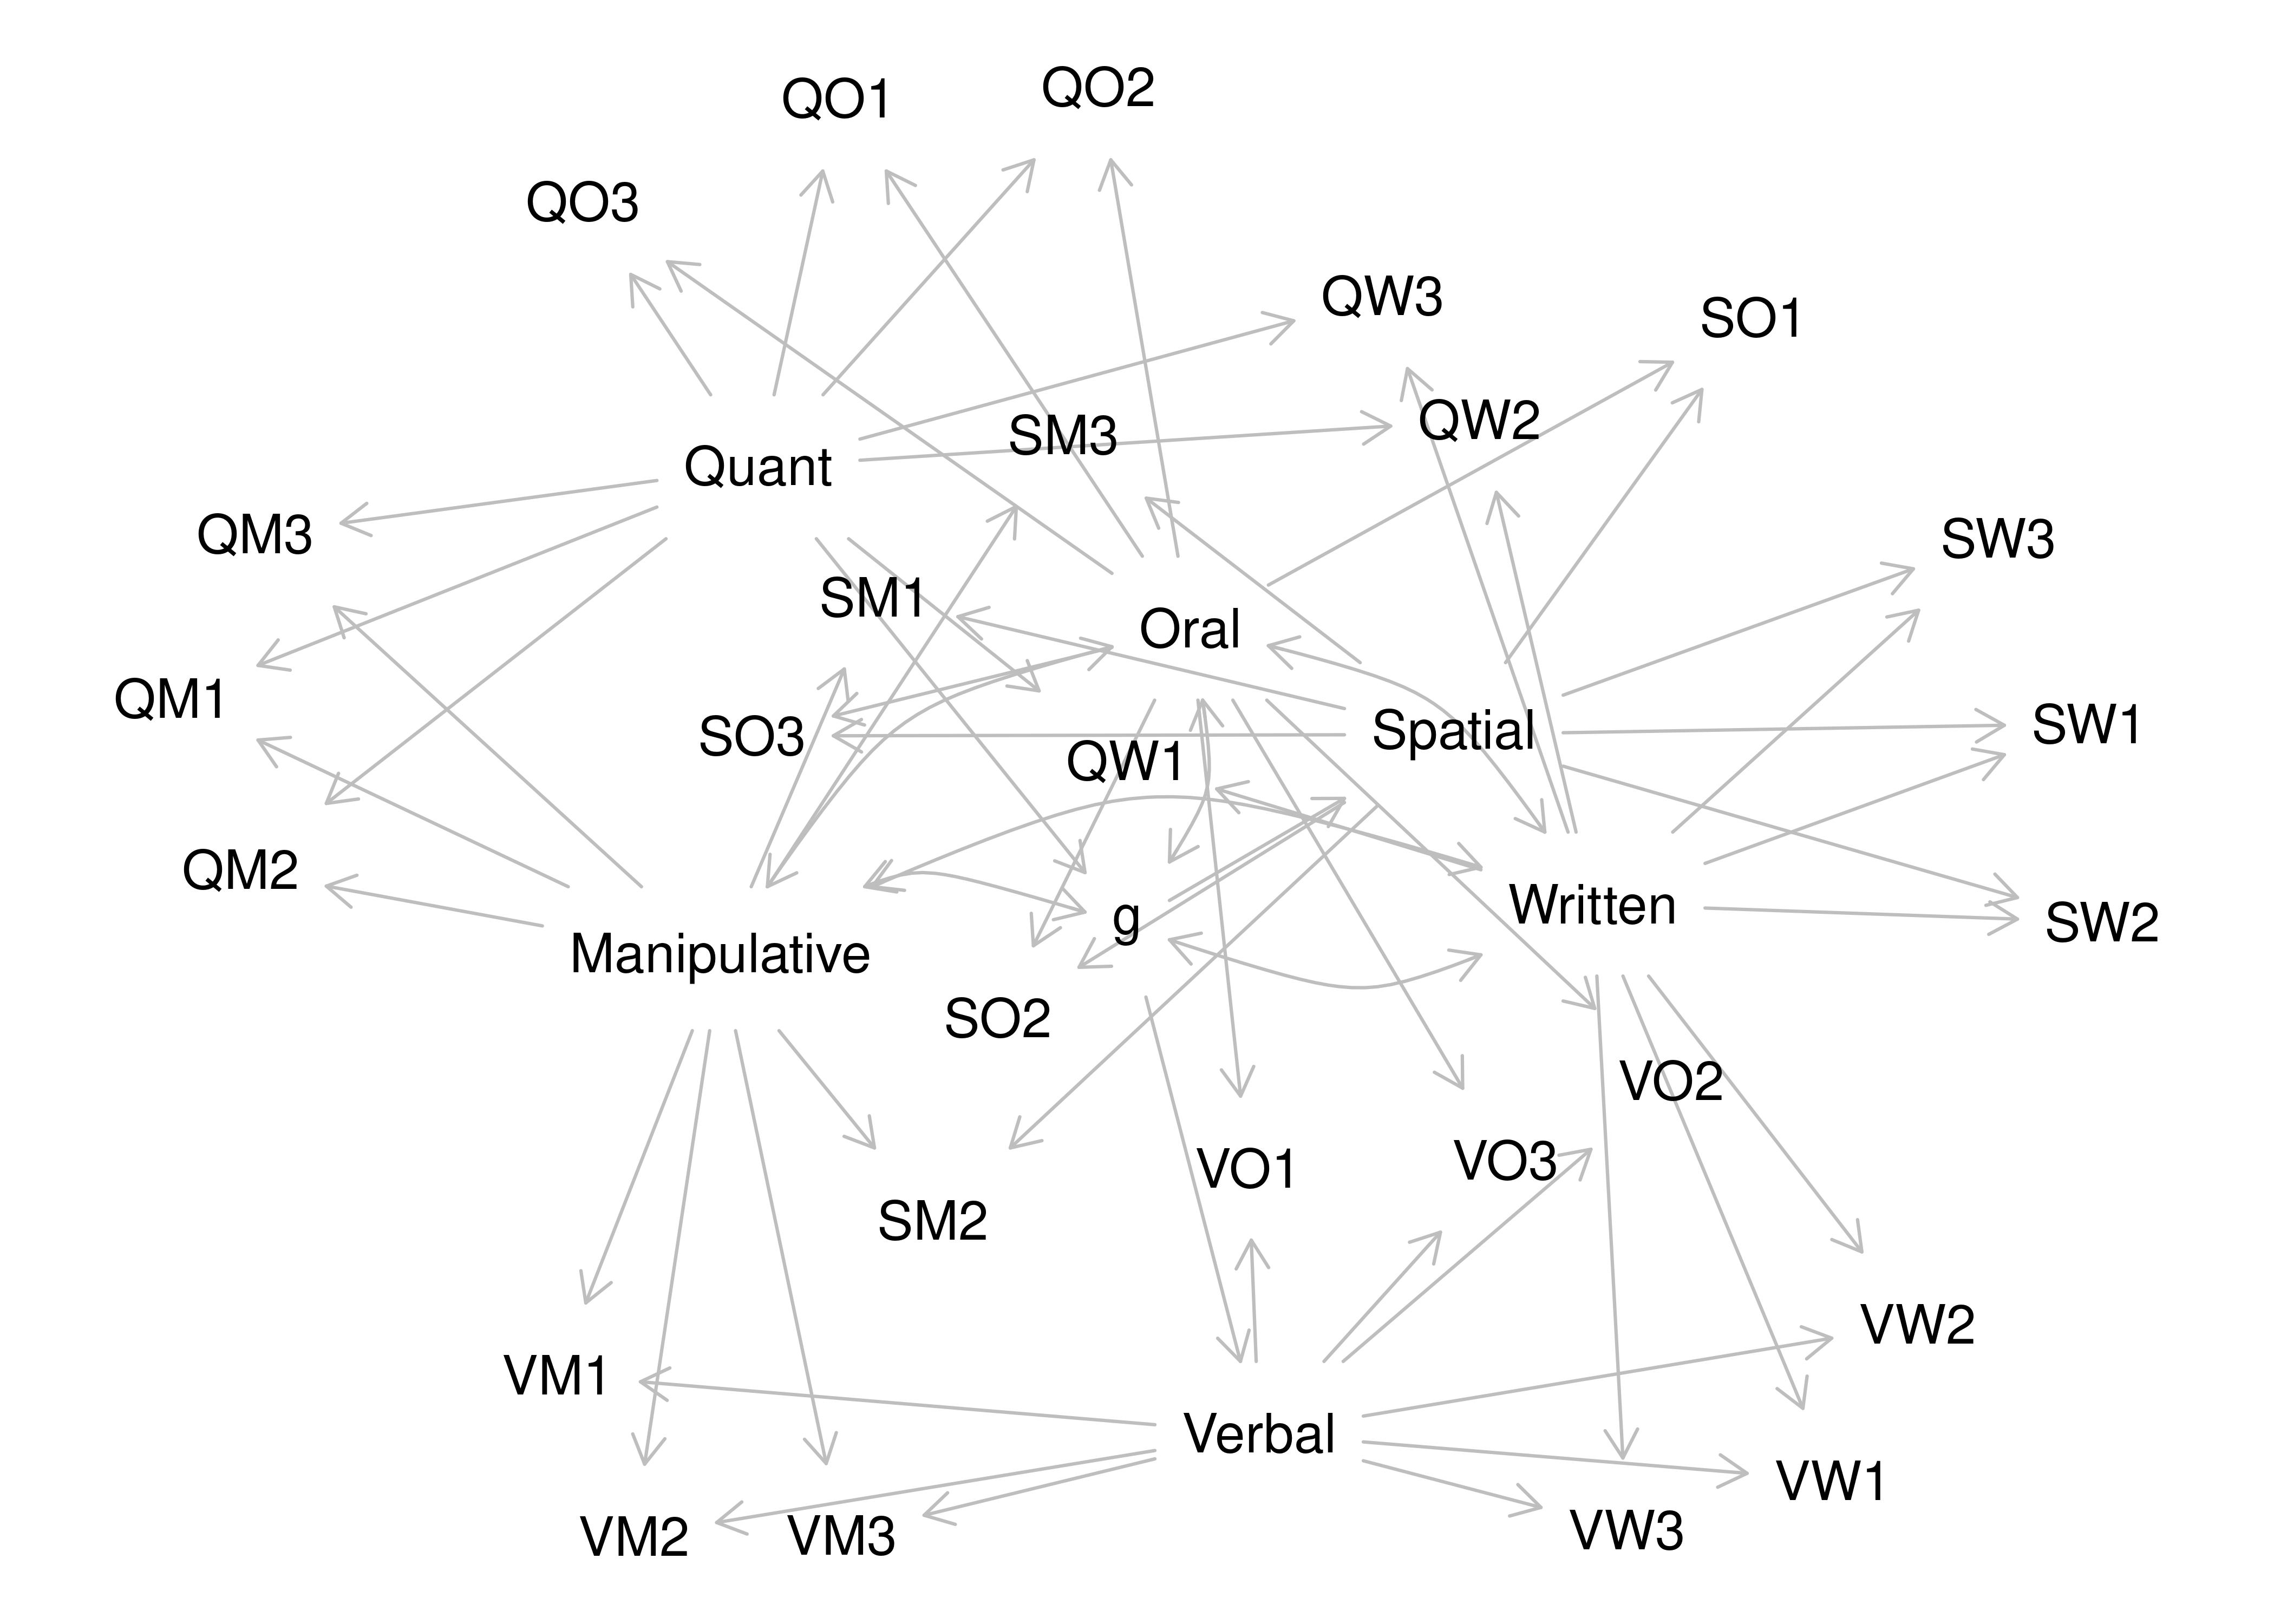 QO1
QO2
QO3
QW3
SO1
QW2
SM3
Quant
QM3
SW3
SM1
Oral
QM1
SO3
Spatial
SW1
QW1
QM2
Written
g
SW2
Manipulative
SO2
VO2
VO3
VO1
SM2
VW2
VM1
Verbal
VW1
VW3
VM2
VM3